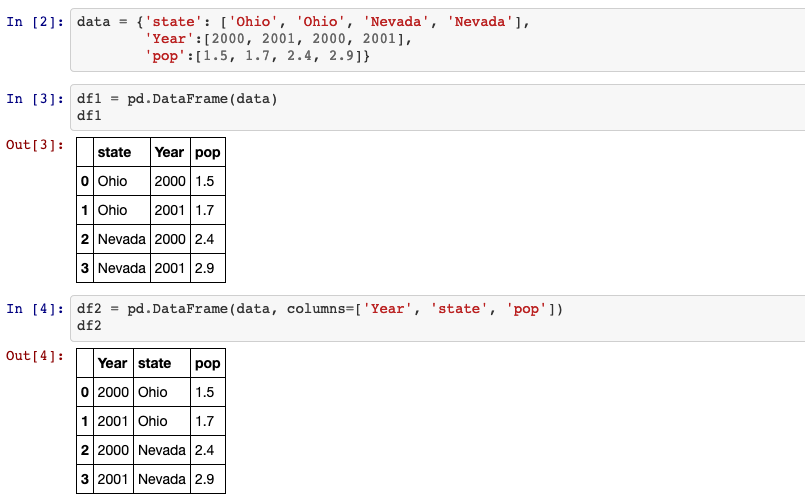 In [2]: data = {'state': ['Ohio', 'Ohio', 'Nevada', 'Nevada'],
'Year':[2000, 2001, 2000, 2001],
'pop':[1.5, 1.7, 2.4, 2.9]}
In [3]: df1 = pd.DataFrame(data)
df1
Out[3]:
state Year pop
0 Ohio 2000 1.5
1 Ohio 2001 1.7
2 Nevada 2000 2.4
3 Nevada 2001 2.9
In [4]: df2 = pd.DataFrame(data, columns=['Year', 'state', 'pop'])
df2
Out[4]:
Year state pop
0 2000 Ohio 1.5
1 2001 Ohio 1.7
2 2000 Nevada 2.4
3 2001 Nevada 2.9